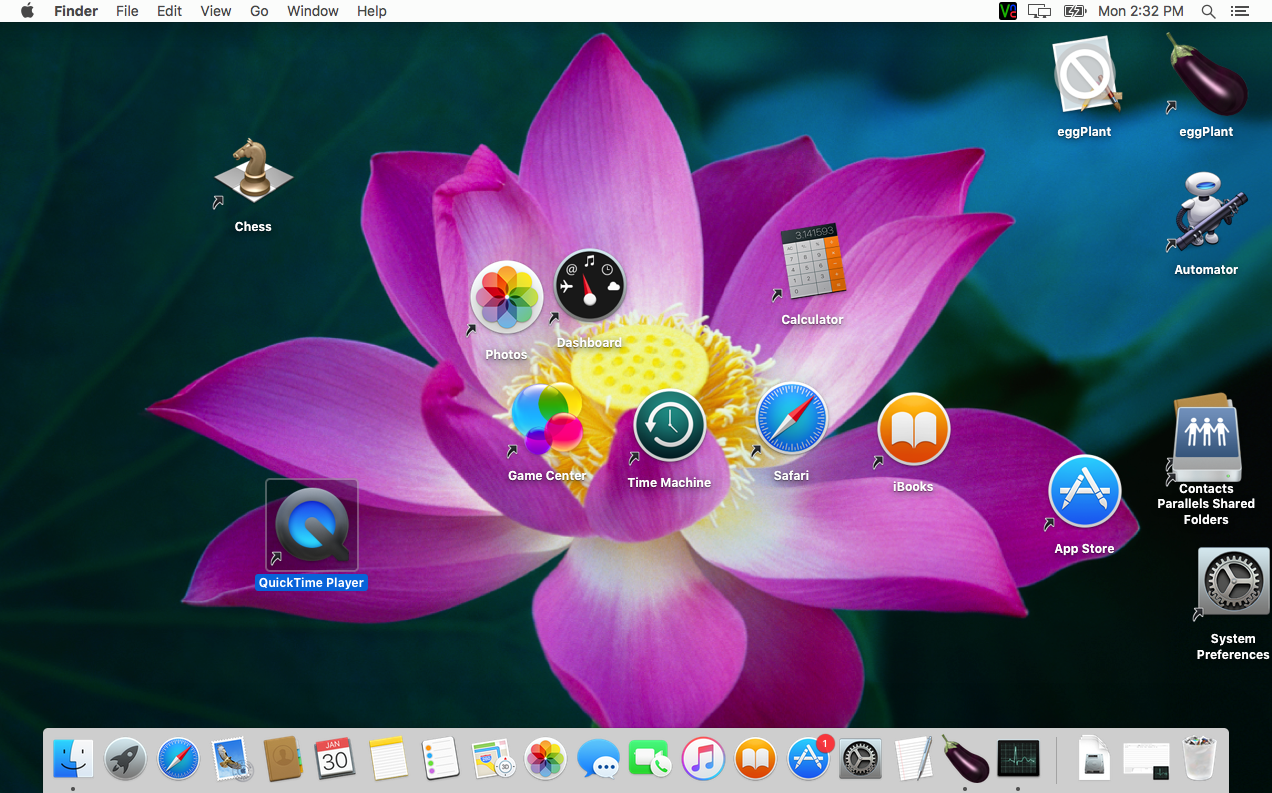 Finder File Edit View Go Window Help
Vnc
Mon 2:32 PM
eggPlant
eggPlant
Chess
Automator
3.141593
Calculator
Photos
Dashboard
Game Center
Time Machine
Safari
iBooks
Contacts
Parallels Shared
Folders
App Store
QuickTime Player
System
Preferences
JAN
30
3D
1